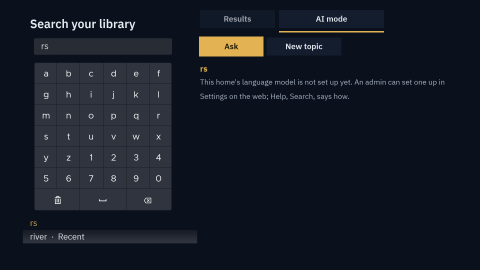 Search your library
rs
a b c d e f
g h i j k l
m n o p q r
s t u v w x
y z 1 2 3 4
5 6 7 8 9 0
rs
river · Recent
Results
AI mode
Ask
New topic
rs
This home's language model is not set up yet. An admin can set one up in
Settings on the web; Help, Search, says how.